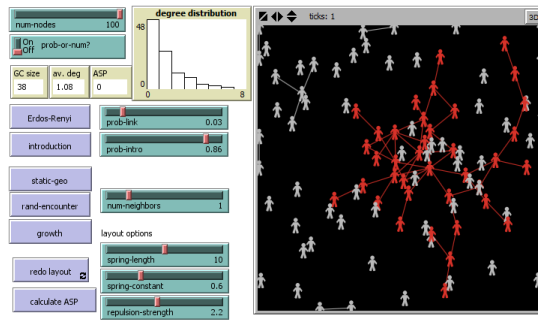 num-nodes 100
On
Off prob-or-num?
degree distribution
48
0
0 8
GC size
38
av. deg
1.08
ASP
0
Erdos-Renyi
prob-link 0.03
introduction
prob-intro 0.86
static-geo
rand-encounter
num-neighbors 1
growth
layout options
spring-length 10
redo layout
spring-constant 0.6
calculate ASP
repulsion-strength 2.2
ticks: 1
3D